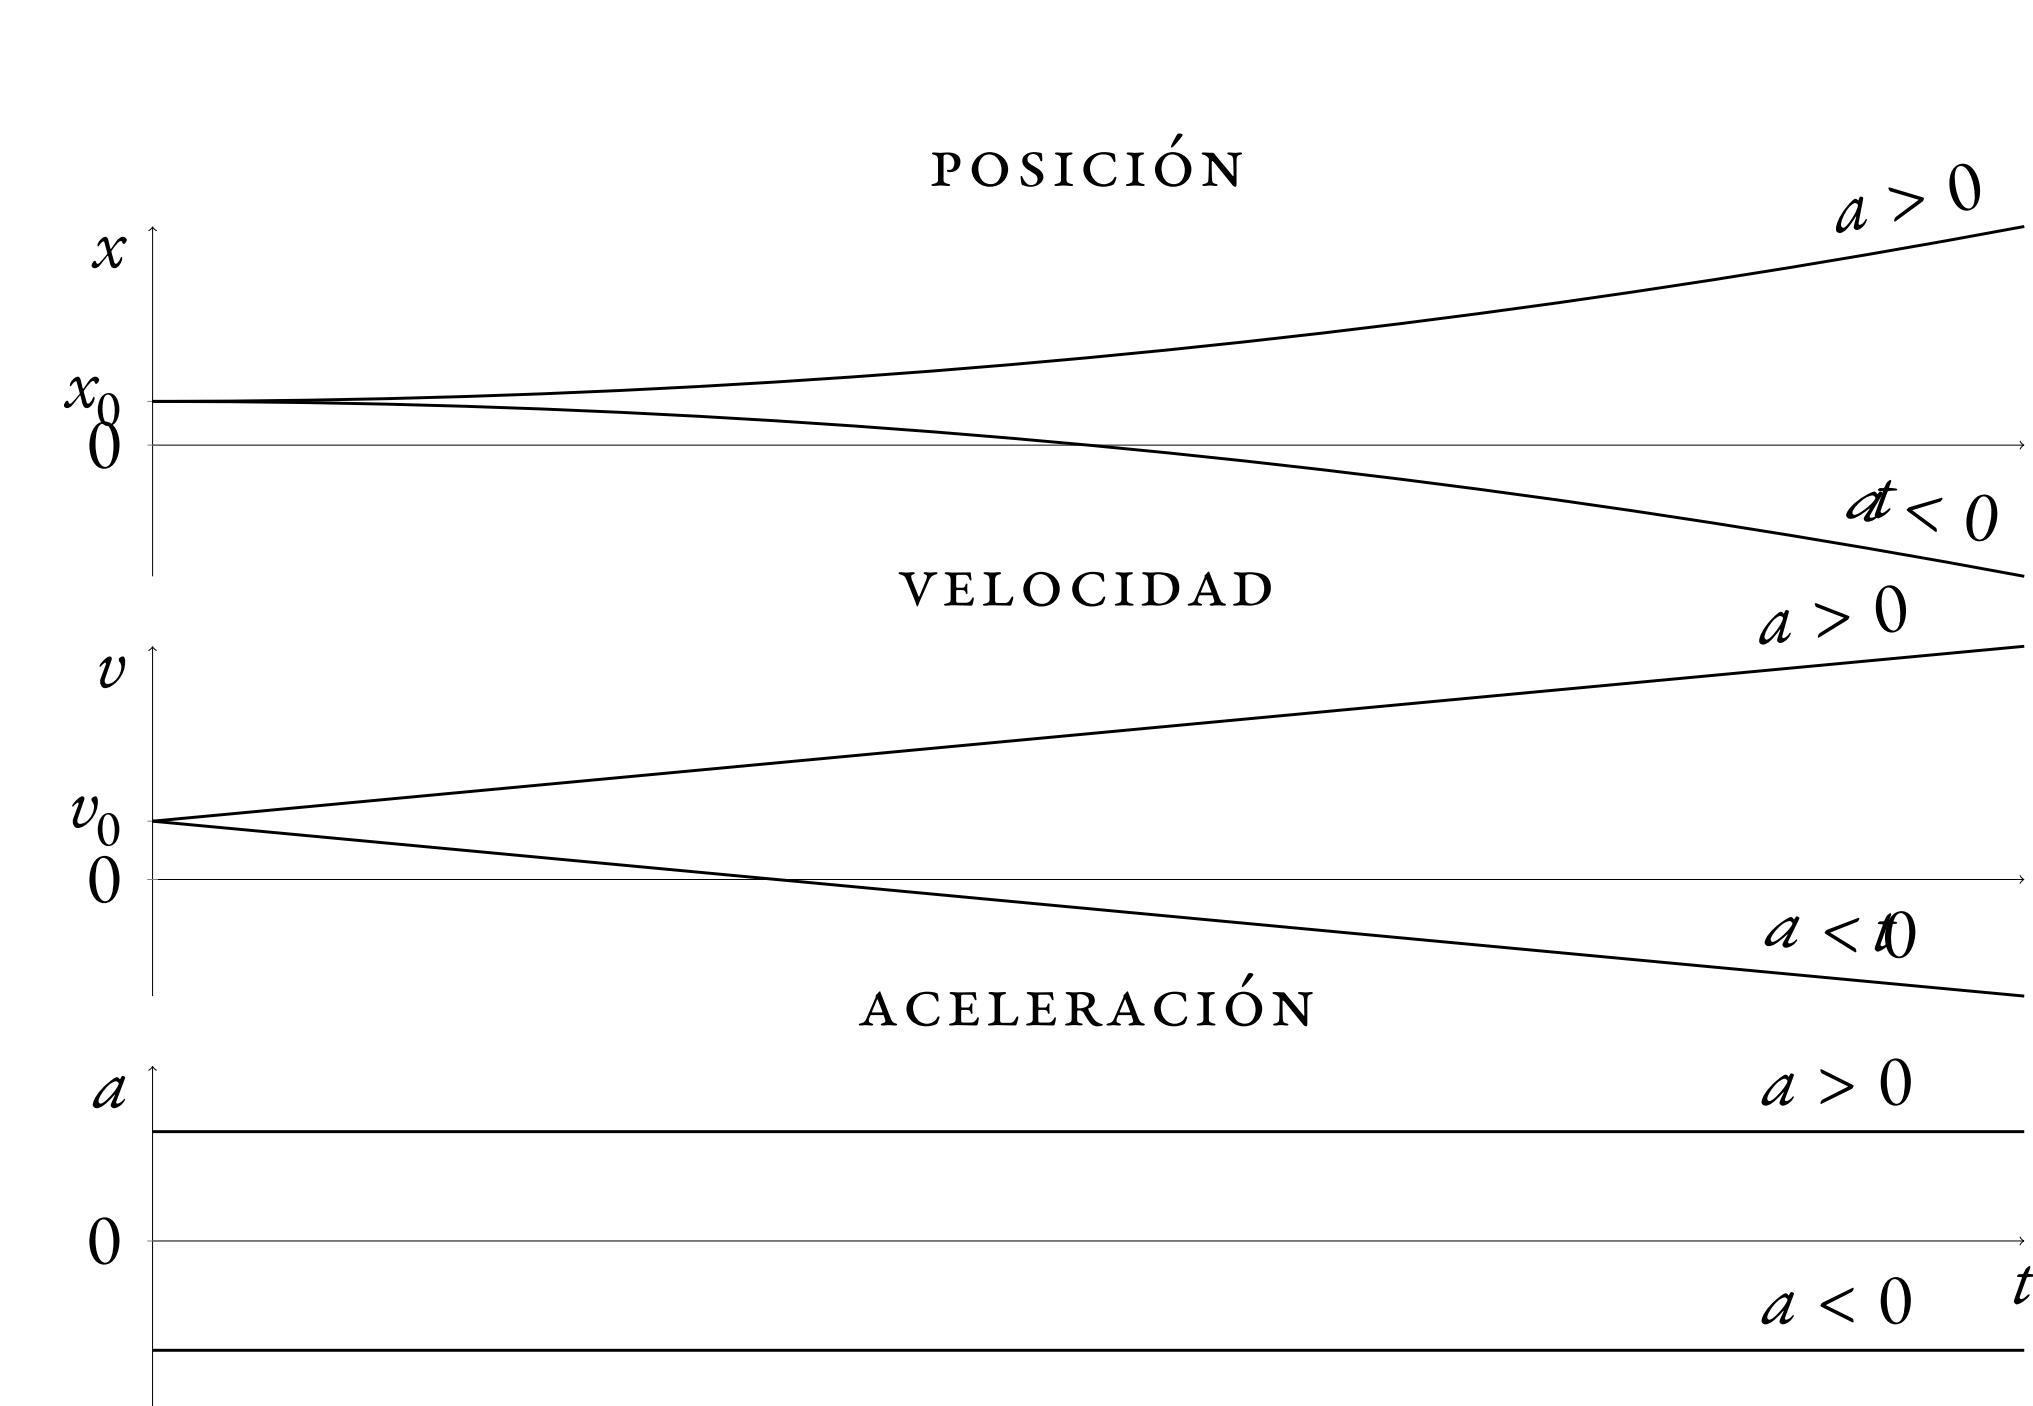 POSICIÓN
a > 0
x
x₀
0
t
a < 0
VELOCIDAD
a > 0
v
v₀
0
t
a < 0
ACELERACIÓN
a > 0
a
0
t
a < 0